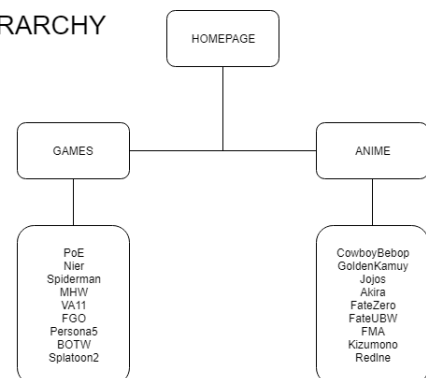 RARCHY
HOMEPAGE
GAMES
ANIME
PoE
Nier
Spiderman
MHW
VA11
FGO
Persona5
BOTW
Splatoon2
CowboyBebop
GoldenKamuy
Jojos
Akira
FateZero
FateUBW
FMA
Kizumono
Redine